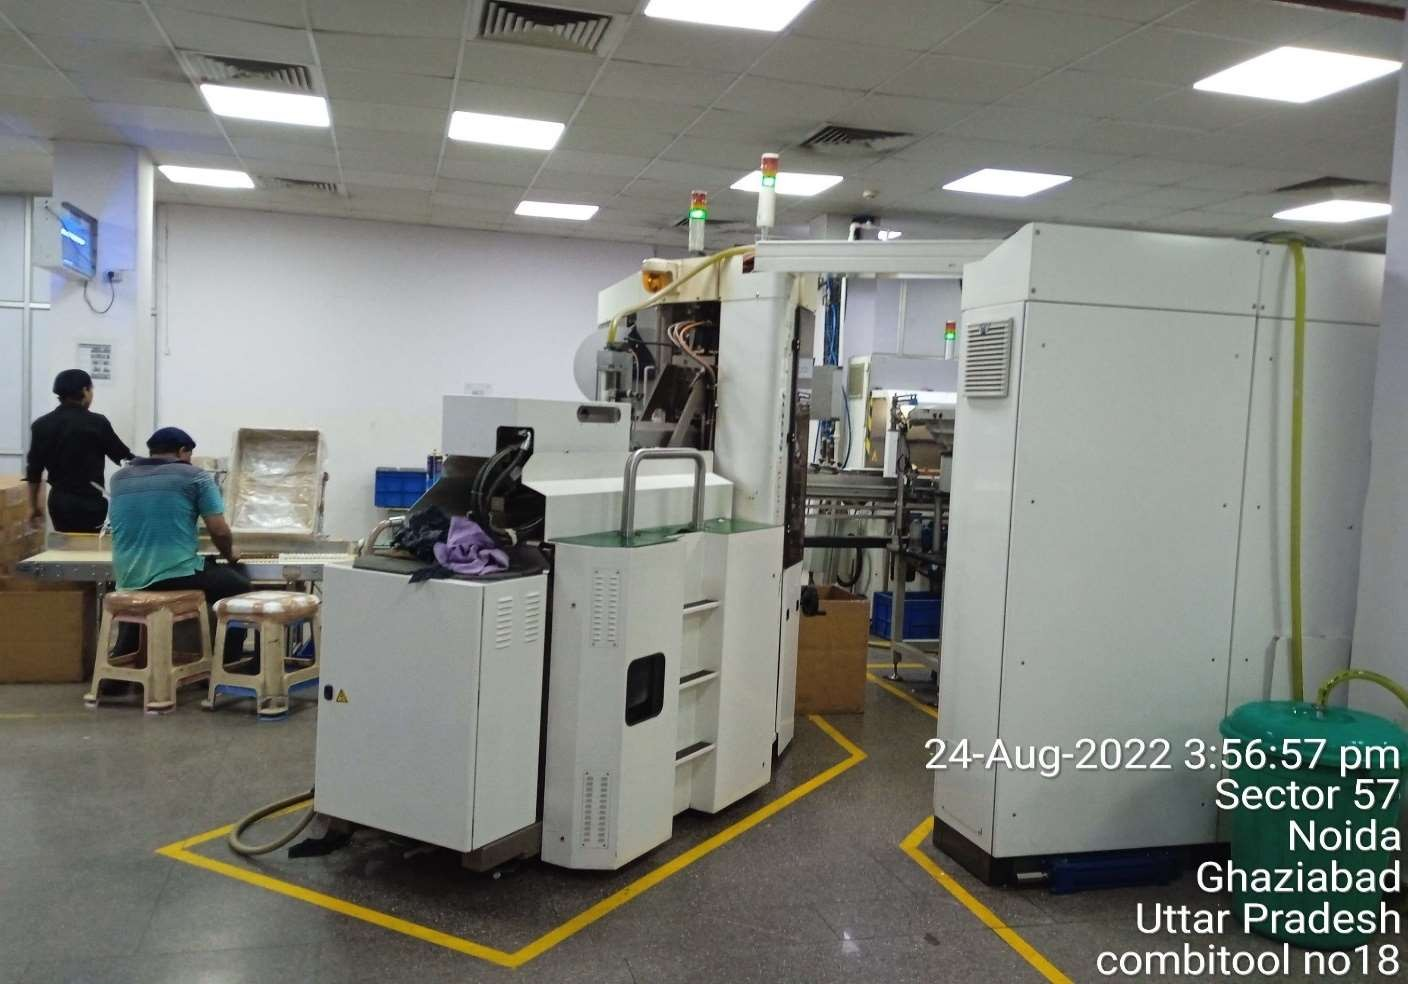 24-Aug-2022 3:56:57 pm
Sector 57
Noida
Ghaziabad
Uttar Pradesh
combitool no18